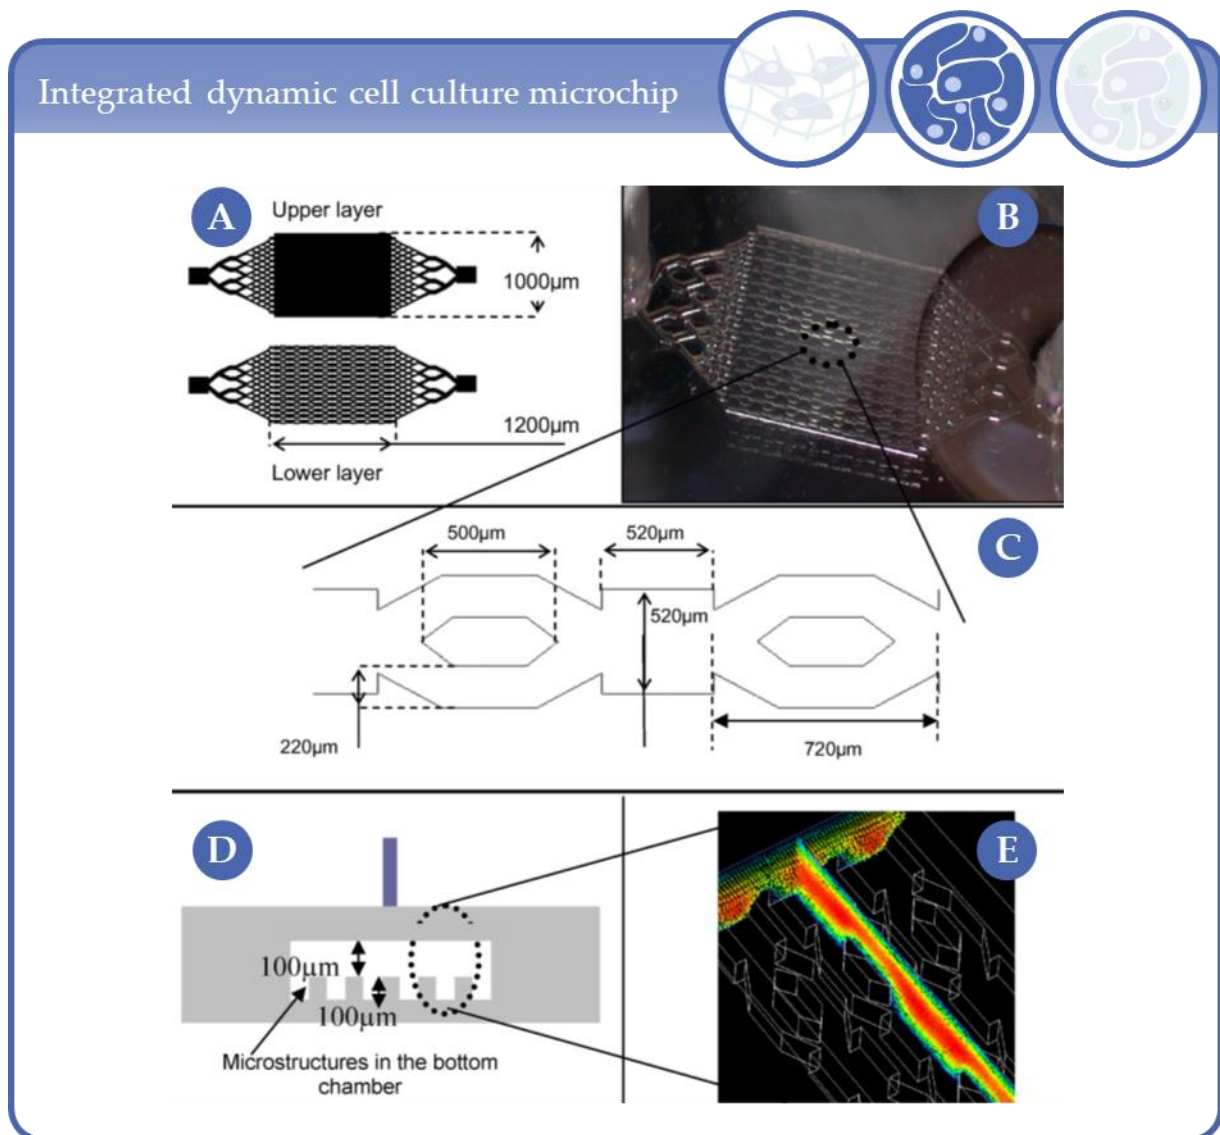 Integrated dynamic cell culture microchip
A
Upper layer
1000µm
1200µm
Lower layer
B
C
500µm
520µm
520µm
220µm
720µm
D
100µm
100µm
Microstructures in the bottom
chamber
E